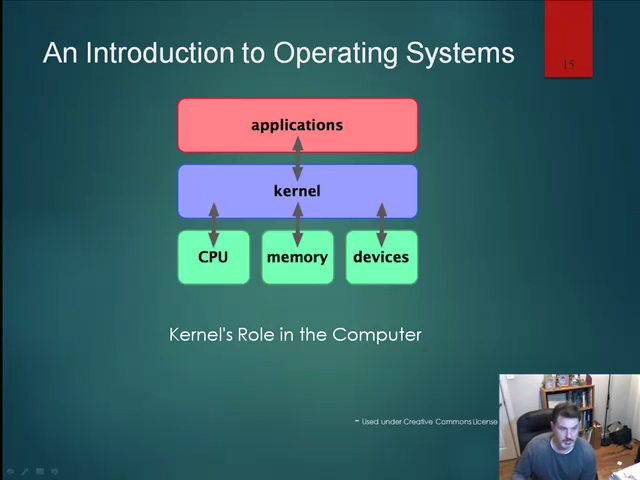 An Introduction to Operating Systems
15
applications
kernel
CPU
memory
devices
Kernel's Role in the Computer
- Used under Creative Commons License